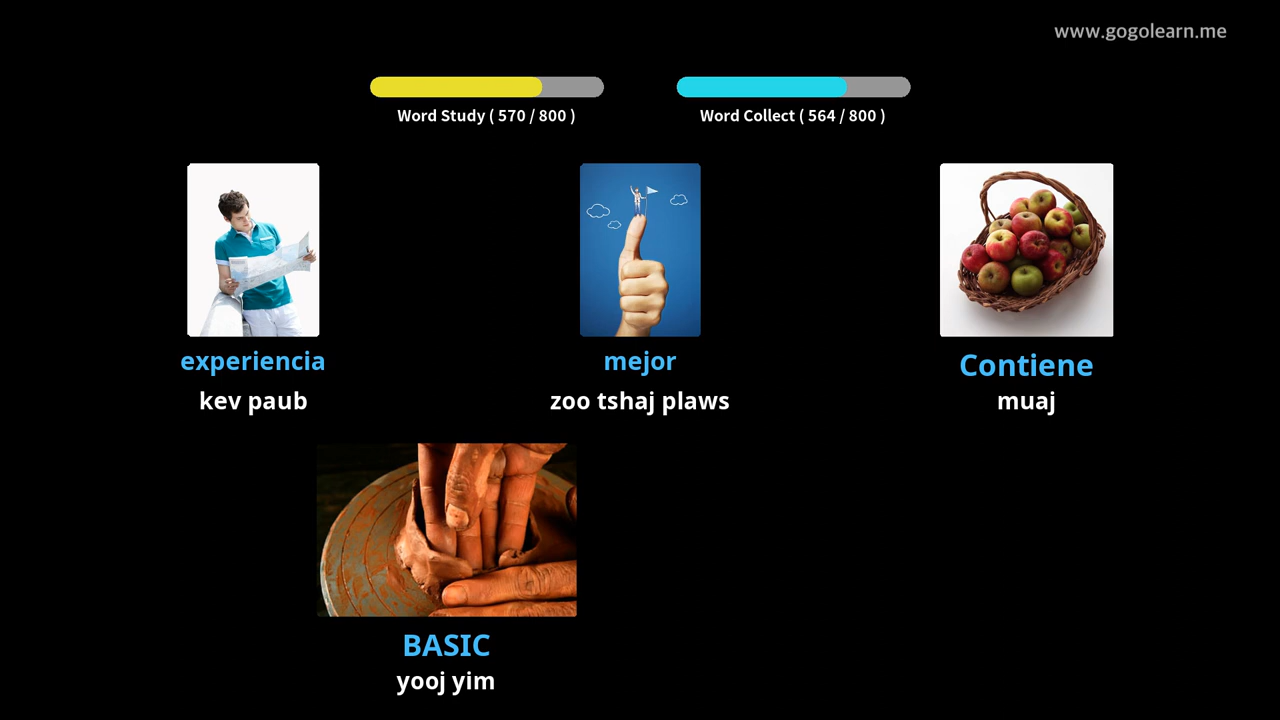 www.gogolearn.me
Word Study ( 570 / 800 )
Word Collect ( 564 / 800 )
experiencia
mejor
Contiene
kev paub
zoo tshaj plaws
muaj
BASIC
yooj yim